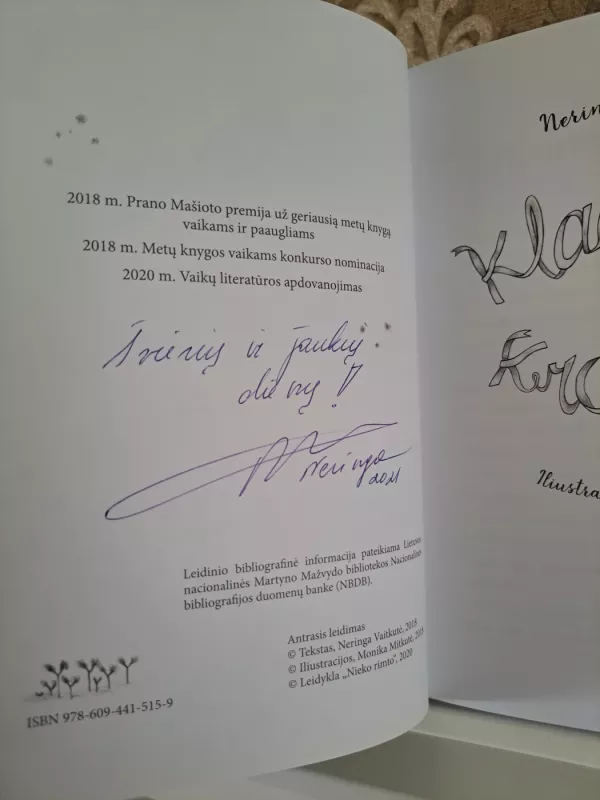 2018 m. Prano Mašioto premija už geriausią metų knygą
vaikams ir paaugliams
2018 m. Metų knygos vaikams konkurso nominacija
2020 m. Vaikų literatūros apdovanojimas
Šviesių ir jaukių
dienų!
Neringa
2021
Leidinio bibliografinė informacija pateikiama Lietuvos
nacionalinės Martyno Mažvydo bibliotekos Nacionalinės
bibliografijos duomenų banke (NBDB).
Antrasis leidimas
© Tekstas, Neringa Vaitkutė, 2018
© Iliustracijos, Monika Mitkutė, 2018
© Leidykla „Nieko rimto“, 2020
ISBN 978-609-441-515-9
Nerin
Kla
Kro
Iliustra